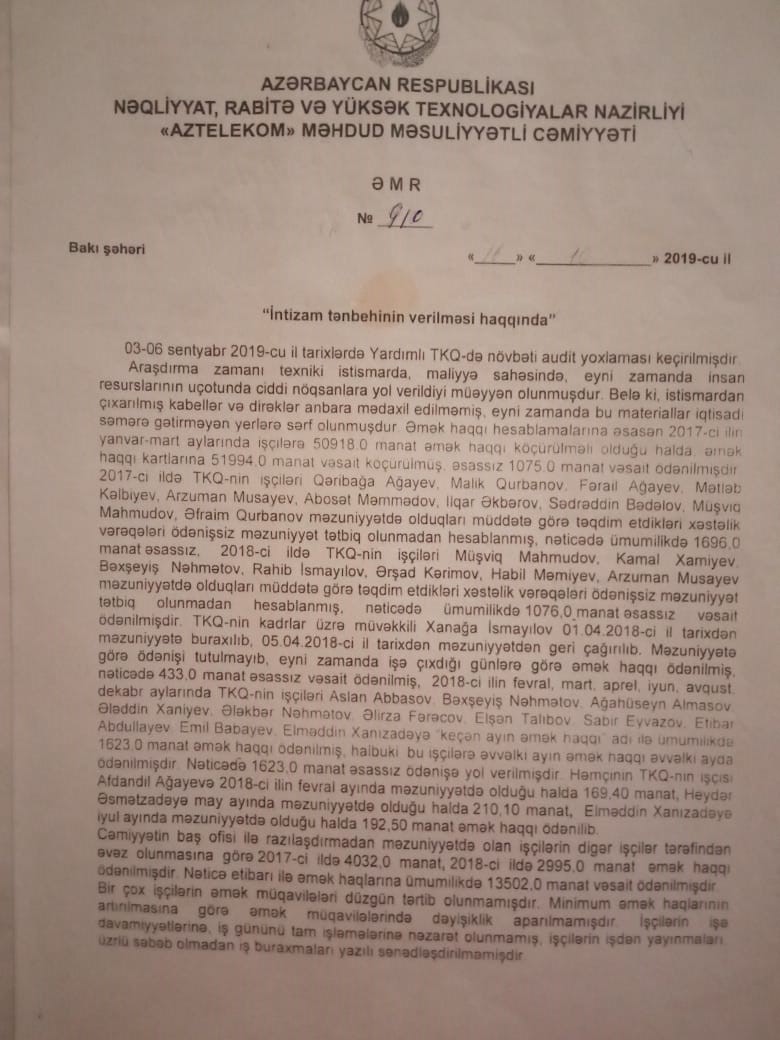 AZƏRBAYCAN RESPUBLİKASI
NƏQLİYYAT, RABİTƏ VƏ YÜKSƏK TEXNOLOGİYALAR NAZİRLİYİ
«AZTELEKOM» MƏHDUD MƏSULİYYƏTLİ CƏMİYYƏTİ
ƏMR
№ 910
Bakı şəhəri
« » « 10 » 2019-cu il
“İntizam tənbehinin verilməsi haqqında”
03-06 sentyabr 2019-cu il tarixlərdə Yardımlı TKQ-də növbəti audit yoxlaması keçirilmişdir.
Araşdırma zamanı texniki istismarda, maliyyə sahəsində, eyni zamanda insan
resurslarının uçotunda ciddi nöqsanlara yol verildiyi müəyyən olunmuşdur. Belə ki, istismardan
çıxarılmış kabellər və dirəklər anbara mədaxil edilməmiş, eyni zamanda bu materiallar iqtisadi
səmərə gətirməyən yerlərə sərf olunmuşdur. Əmək haqqı hesablamalarına əsasən 2017-ci ilin
yanvar-mart aylarında işçilərə 50918.0 manat əmək haqqı köçürülməli olduğu halda, əmək
haqqı kartlarına 51994.0 manat vəsait köçürülmüş, əsassız 1075.0 manat vəsait ödənilmişdir.
2017-ci ildə TKQ-nin işçiləri Qəribağa Ağayev, Malik Qurbanov, Fərail Ağayev, Mətləb
Kəlbiyev, Arzuman Musayev, Abosət Məmmədov, İlqar Əkbərov, Sədrəddin Bədəlov, Müşviq
Mahmudov, Əfraim Qurbanov məzuniyyətdə olduqları müddətə görə təqdim etdikləri xəstəlik
vərəqələri ödənişsiz məzuniyyət tətbiq olunmadan hesablanmış, nəticədə ümumilikdə 1696,0
manat əsassız, 2018-ci ildə TKQ-nin işçiləri Müşviq Mahmudov, Kamal Xamiyev,
Bəxşeyiş Nəhmətov, Rahib İsmayılov, Ərşad Kərimov, Habil Məmiyev, Arzuman Musayev
məzuniyyətdə olduqları müddətə görə təqdim etdikləri xəstəlik vərəqələri ödənişsiz məzuniyyət
tətbiq olunmadan hesablanmış, nəticədə ümumilikdə 1076,0 manat əsassız vəsait
ödənilmişdir. TKQ-nin kadrlar üzrə müvəkkili Xanağa İsmayılov 01.04.2018-ci il tarixdən
məzuniyyətə buraxılıb, 05.04.2018-ci il tarixdən məzuniyyətdən geri çağırılıb. Məzuniyyətə
görə ödənişi tutulmayıb, eyni zamanda işə çıxdığı günlərə görə əmək haqqı ödənilmiş,
nəticədə 433,0 manat əsassız vəsait ödənilmiş, 2018-ci ilin fevral, mart, aprel, iyun, avqust,
dekabr aylarında TKQ-nin işçiləri Aslan Abbasov, Bəxşeyiş Nəhmətov, Ağahüseyn Almasov,
Ələddin Xaniyev, Ələkbər Nəhmətov, Əlirza Fərəcov, Elşən Talıbov, Sabir Eyvazov, Etibar
Abdullayev, Emil Babayev, Elməddin Xanızadəyə “keçən ayın əmək haqqı” adı ilə ümumilikdə
1623,0 manat əmək haqqı ödənilmiş, halbuki bu işçilərə əvvəlki ayın əmək haqqı əvvəlki ayda
ödənilmişdir. Nəticədə 1623,0 manat əsassız ödənişə yol verilmişdir. Həmçinin TKQ-nin işçisi
Afdandil Ağayevə 2018-ci ilin fevral ayında məzuniyyətdə olduğu halda 169,40 manat, Heydər
Əsmətzadəyə may ayında məzuniyyətdə olduğu halda 210,10 manat, Elməddin Xanızadəyə
iyul ayında məzuniyyətdə olduğu halda 192,50 manat əmək haqqı ödənilib.
Cəmiyyətin baş ofisi ilə razılaşdırmadan məzuniyyətdə olan işçilərin digər işçilər tərəfindən
əvəz olunmasına görə 2017-ci ildə 4032,0 manat, 2018-ci ildə 2995,0 manat əmək haqqı
ödənilmişdir. Nəticə etibarı ilə əmək haqlarına ümumilikdə 13502,0 manat vəsait ödənilmişdir.
Bir çox işçilərin əmək müqavilələri düzgün tərtib olunmamışdır. Minimum əmək haqlarının
artırılmasına görə əmək müqavilələrində dəyişiklik aparılmamışdır. İşçilərin işə
davamiyyətlərinə, iş gününü tam işləmələrinə nəzarət olunmamış, işçilərin işdən yayınmaları,
üzrlü səbəb olmadan iş buraxmaları yazılı sənədləşdirilməmişdir.